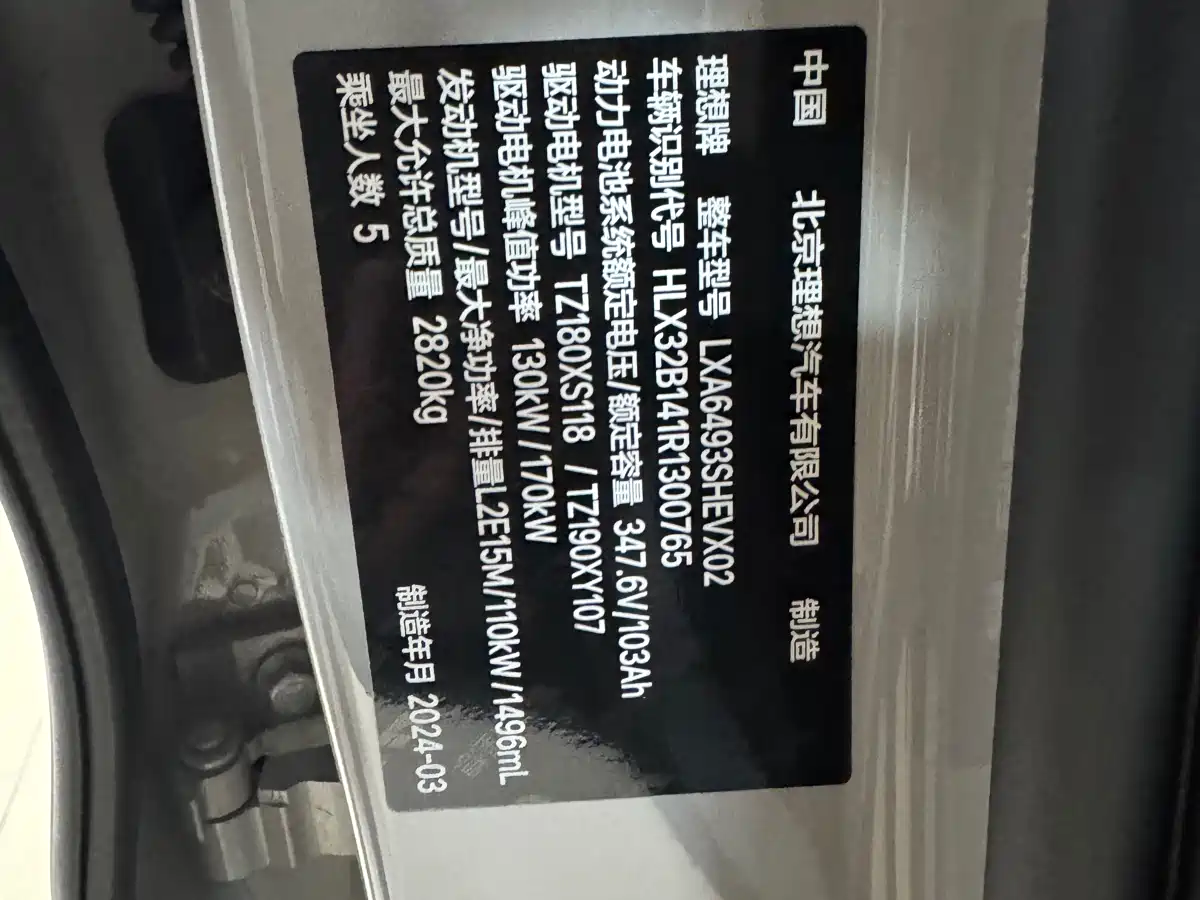 中国 北京理想汽车有限公司 制造
理想牌 整车型号 LXA6493SHEVX02
车辆识别代号 HLX32B141R1300765
动力电池系统额定电压/额定容量 347.6V/103Ah
驱动电机型号 TZ180XS118 / TZ190XY107
驱动电机峰值功率 130kW/170kW
发动机型号/最大净功率/排量L2E15M/110kW/1496mL
最大允许总质量 2820kg
乘坐人数 5 制造年月 2024-03